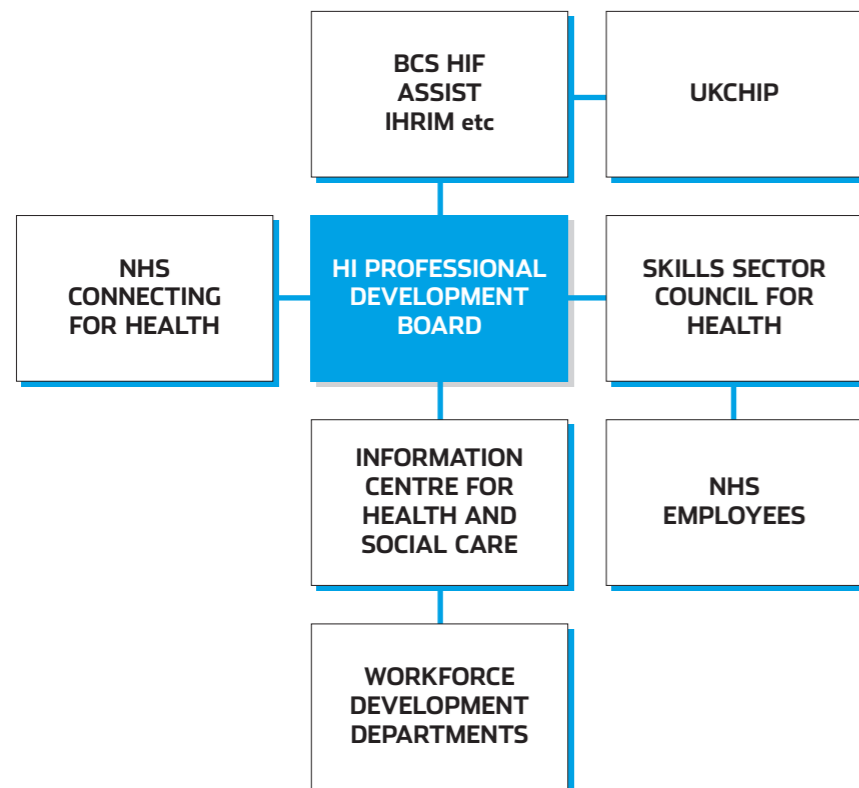 BCS HIF
ASSIST
IHRIM etc
UKCHIP
NHS
CONNECTING
FOR HEALTH
HI PROFESSIONAL
DEVELOPMENT
BOARD
SKILLS SECTOR
COUNCIL FOR
HEALTH
INFORMATION
CENTRE FOR
HEALTH AND
SOCIAL CARE
NHS
EMPLOYEES
WORKFORCE
DEVELOPMENT
DEPARTMENTS